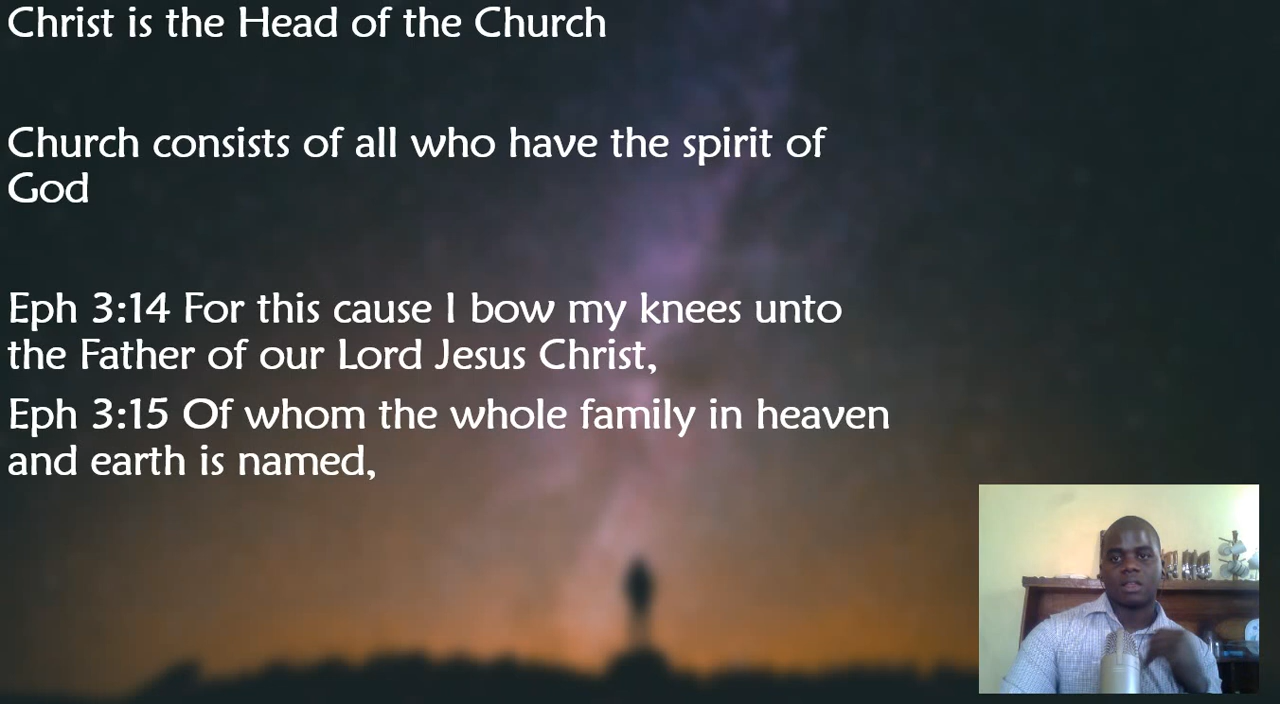 Christ is the Head of the Church
Church consists of all who have the spirit of
God
Eph 3:14 For this cause I bow my knees unto
the Father of our Lord Jesus Christ,
Eph 3:15 Of whom the whole family in heaven
and earth is named,